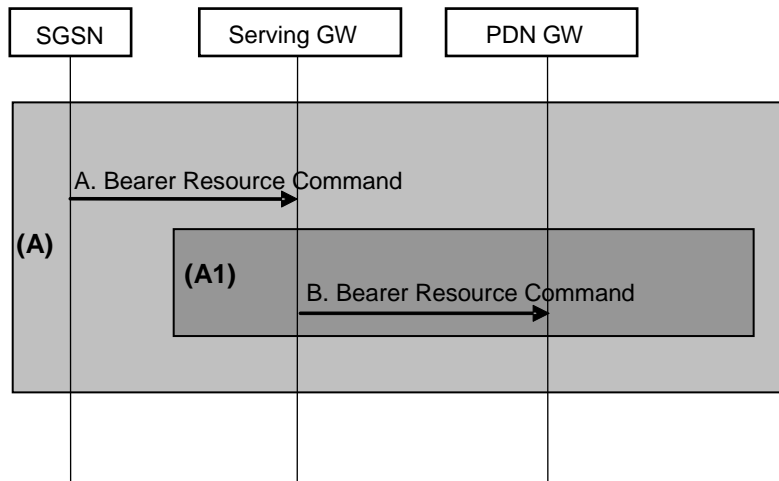 SGSN
Serving GW
PDN GW
A. Bearer Resource Command
(A)
(A1)
B. Bearer Resource Command